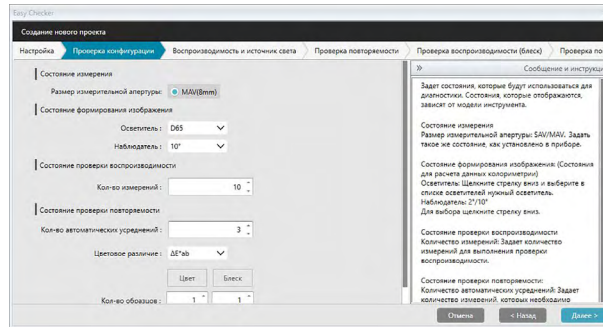 Easy Checker
Создание нового проекта
Настройка Проверка конфигурации Воспроизводимость и источник света Проверка повторяемости Проверка воспроизводимости (блеск) Проверка по
Состояние измерения
Размер измерительной апертуры: MAV(8mm)
Состояние формирования изображения
Осветитель: D65
Наблюдатель: 10°
Состояние проверки воспроизводимости
Кол-во измерений: 10
Состояние проверки повторяемости
Кол-во автоматических усреднений: 3
Цветовое различие: ΔE*ab
Цвет Блеск
Кол-во образцов: 1 1
» Сообщение и инструкци
Задет состояния, которые будут использоваться для
диагностики. Состояния, которые отображаются,
зависят от модели инструмента.
Состояние измерения
Размер измерительной апертуры: SAV/MAV. Задать
такое же состояние, как установлено в приборе.
Состояние формирования изображения: (Состояния
для расчета данных колориметрии)
Осветитель: Щелкните стрелку вниз и выберите в
списке осветителей нужный осветитель.
Наблюдатель: 2°/10°
Для выбора щелкните стрелку вниз.
Состояние проверки воспроизводимости
Количество измерений: Задает количество
измерений для выполнения проверки
воспроизводимости.
Состояние проверки повторяемости:
Количество автоматических усреднений: Задает
количество измерений, которых необходимо
Отмена < Назад Далее >